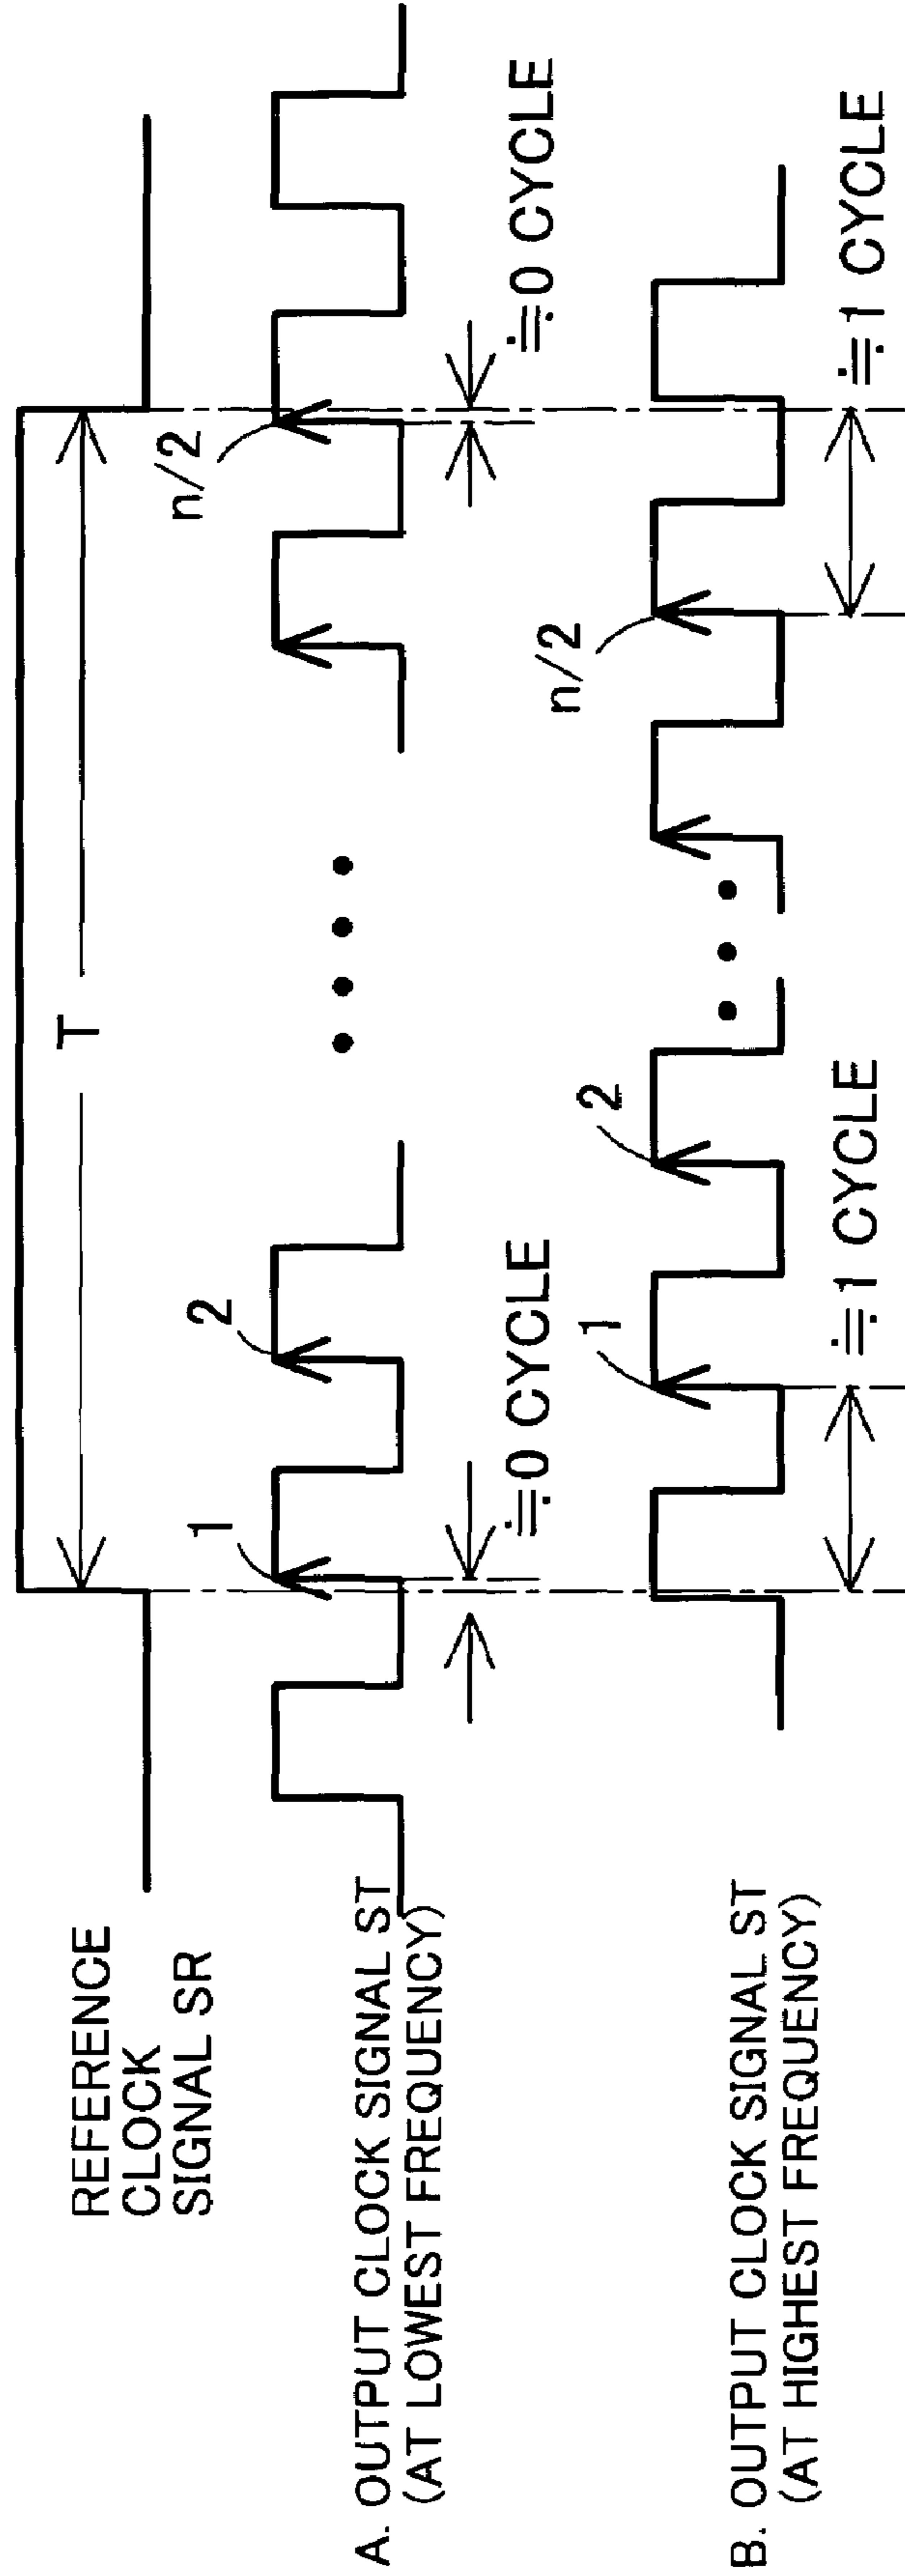 REFERENCE
CLOCK
SIGNAL SR
T
A. OUTPUT CLOCK SIGNAL ST
(AT LOWEST FREQUENCY)
1
2
n/2
≒0 CYCLE
≒0 CYCLE
B. OUTPUT CLOCK SIGNAL ST
(AT HIGHEST FREQUENCY)
1
2
n/2
≒1 CYCLE
≒1 CYCLE